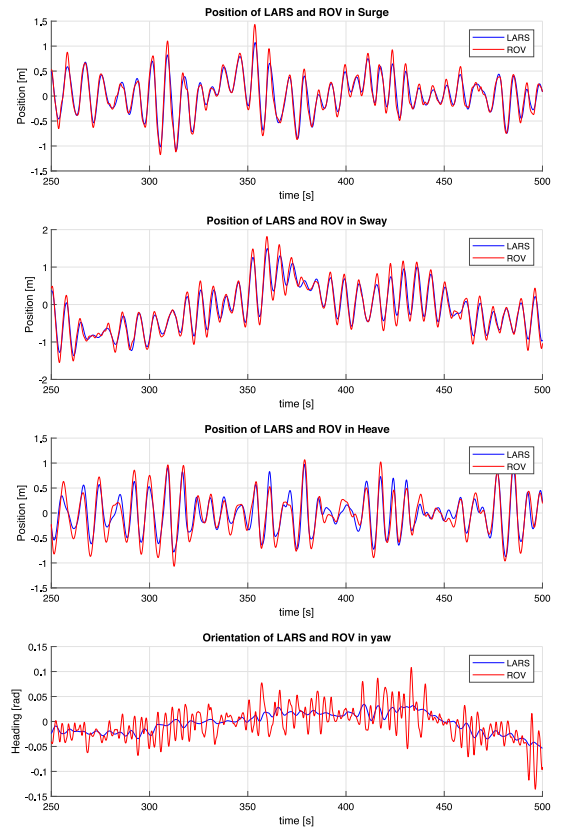 Position of LARS and ROV in Surge
1.5
1
0.5
0
-0.5
-1
-1.5
Position [m]
LARS
ROV
250 300 350 400 450 500
time [s]
Position of LARS and ROV in Sway
2
1
0
-1
-2
Position [m]
LARS
ROV
250 300 350 400 450 500
time [s]
Position of LARS and ROV in Heave
1.5
1
0.5
0
-0.5
-1
-1.5
Position [m]
LARS
ROV
250 300 350 400 450 500
time [s]
Orientation of LARS and ROV in yaw
0.15
0.1
0.05
0
-0.05
-0.1
-0.15
Heading [rad]
LARS
ROV
250 300 350 400 450 500
time [s]